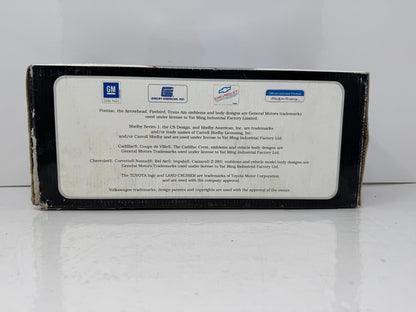 GM
SHELBY AMERICAN, INC.
CHEVROLET
Pontiac, the Arrowhead, Firebird, Trans Am emblems and body designs are General Motors trademarks
used under license to Yat Ming Industrial Factory Limited.
Shelby Series 1, the CS Design, and Shelby American, Inc. are trademarks
and/or trade names of Carroll Shelby Licensing, Inc.
and/or Carroll Shelby and are used under license to Yat Ming Industrial Factory Ltd.
Cadillac®, Coupe de Ville®, The Cadillac Crest, emblems and vehicle body designs are
General Motors Trademarks used under license to Yat Ming Industrial Factory Ltd.
Chevrolet®, Corvette® Nomad®, Bel Air®, Impala®, Camaro® Z-28®, emblems and vehicle model body designs are
General Motors Trademarks used under license to Yat Ming Industrial Factory Ltd.
The TOYOTA logo and LAND CRUISER are trademarks of Toyota Motor Corporation
and are used with the company approval.
Volkswagen trademarks, design patents and copyrights are used with the approval of the owner.